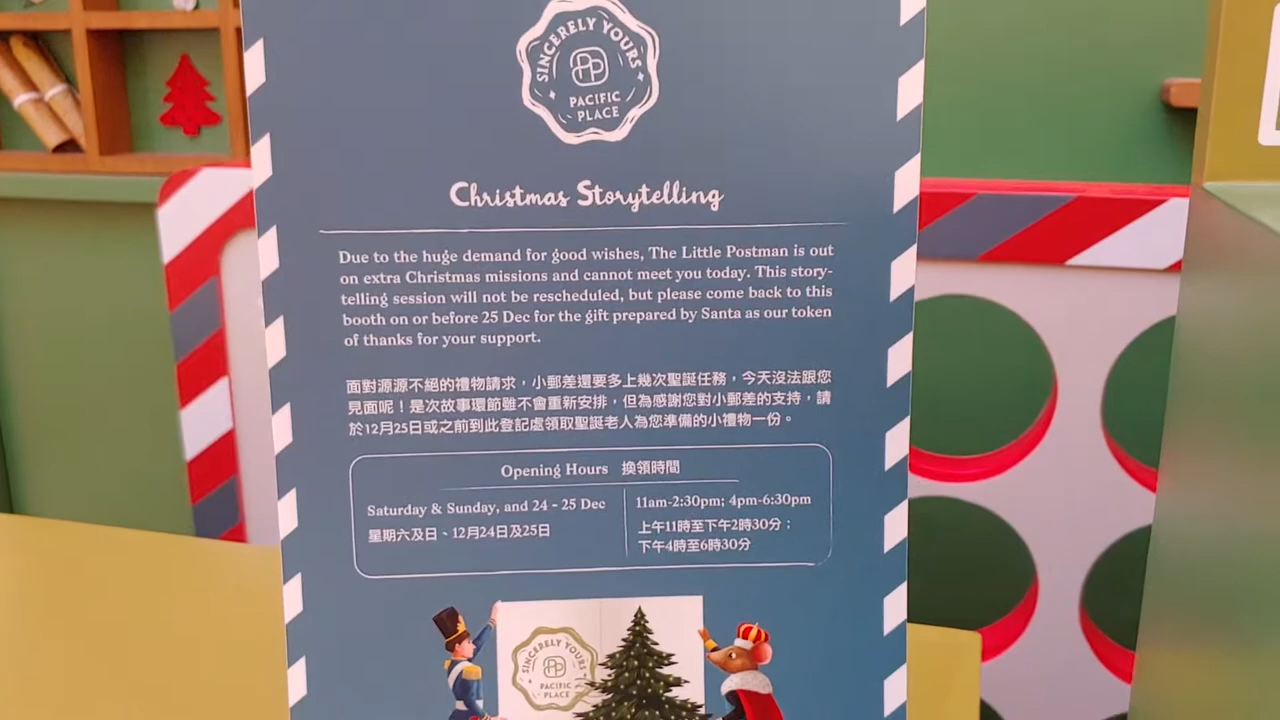 SINCERELY YOURS
PP
PACIFIC
PLACE
Christmas Storytelling
Due to the huge demand for good wishes, The Little Postman is out
on extra Christmas missions and cannot meet you today. This story-
telling session will not be rescheduled, but please come back to this
booth on or before 25 Dec for the gift prepared by Santa as our token
of thanks for your support.
面對源源不絕的禮物請求，小郵差還要多上幾次聖誕任務，今天沒法跟您
見面呢！是次故事環節雖不會重新安排，但為感謝您對小郵差的支持，請
於12月25日或之前到此登記處領取聖誕老人為您準備的小禮物一份。
Opening Hours 換領時間
Saturday & Sunday, and 24 - 25 Dec
星期六及日、12月24日及25日
11am-2:30pm; 4pm-6:30pm
上午11時至下午2時30分；
下午4時至6時30分
SINCERELY YOURS
PP
PACIFIC
PLACE